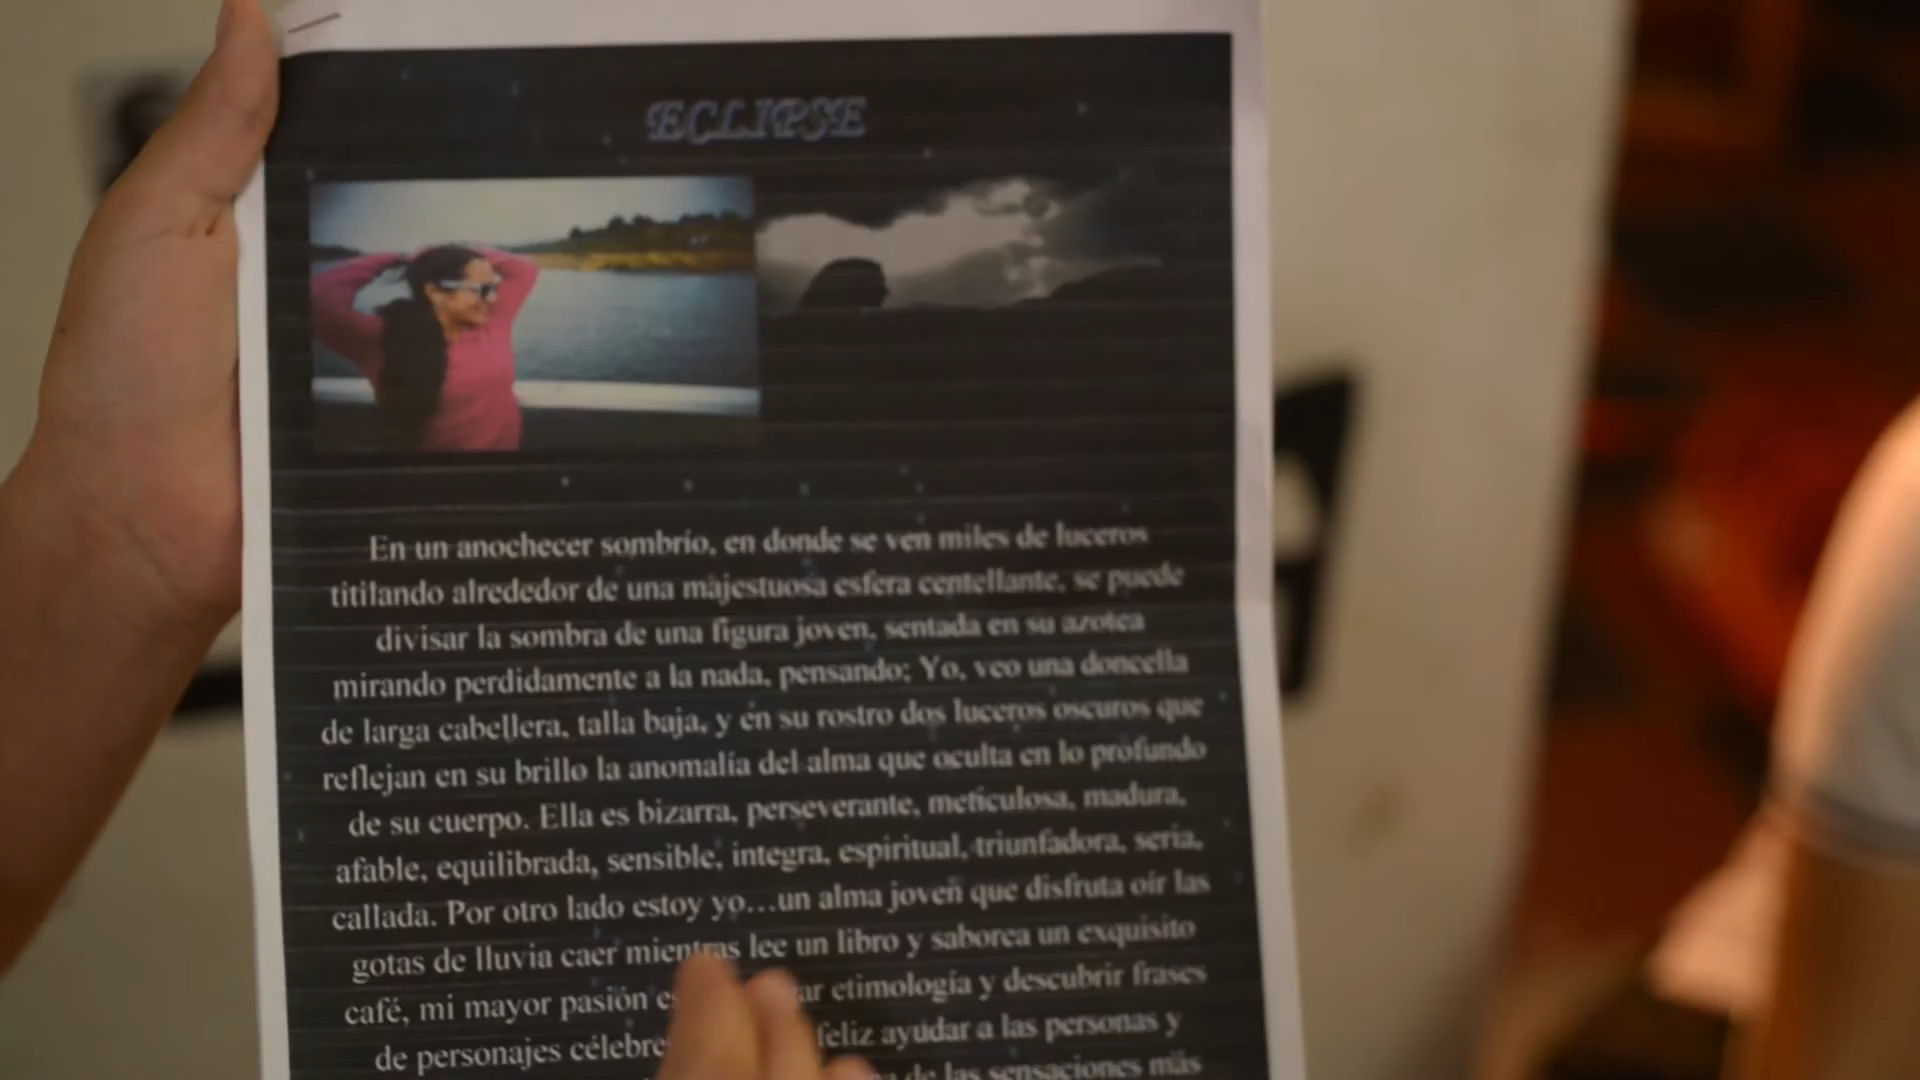 ECLIPSE
En un anochecer sombrío, en donde se ven miles de luceros
titilando alrededor de una majestuosa esfera centellante, se puede
divisar la sombra de una figura joven, sentada en su azotea
mirando perdidamente a la nada, pensando; Yo, veo una doncella
de larga cabellera, talla baja, y en su rostro dos luceros oscuros que
reflejan en su brillo la anomalía del alma que oculta en lo profundo
de su cuerpo. Ella es bizarra, perseverante, meticulosa, madura,
afable, equilibrada, sensible, integra, espiritual, triunfadora, seria,
callada. Por otro lado estoy yo…un alma joven que disfruta oír las
gotas de lluvia caer mientras lee un libro y saborea un exquisito
café, mi mayor pasión etimología y descubrir frases
de personajes feliz ayudar a las personas y
de las sensaciones más